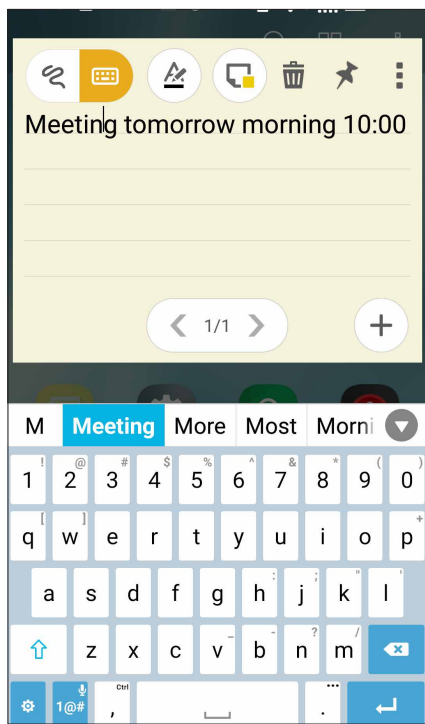 Meeting tomorrow morning 10:00
1/1
M Meeting More Most Morni
! @ # $ % ^ & * ( )
1 2 3 4 5 6 7 8 9 0
[ ] +
q w e r t y u i o p
: ; " '
a s d f g h j k l
_ - ? /
z x c v b n m
Ctrl ...
1@# , .